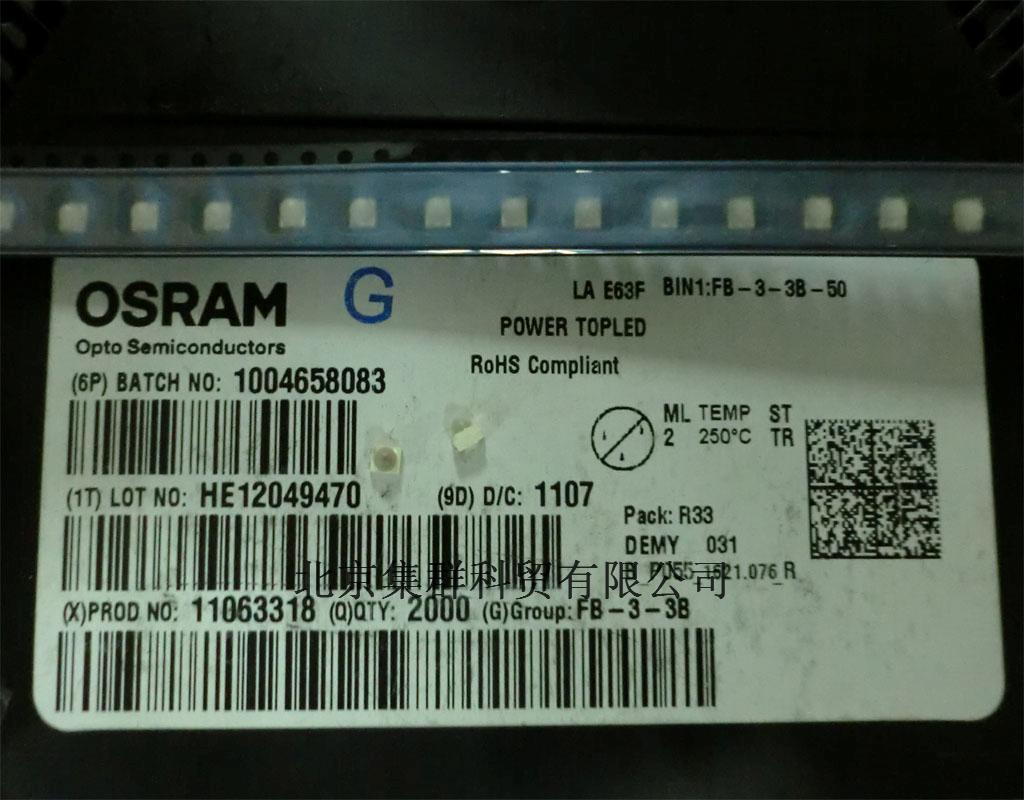 OSRAM G
Opto Semiconductors
LA E63F BIN1:FB-3-3B-50
POWER TOPLED
RoHS Compliant
(6P) BATCH NO: 1004658083
ML TEMP ST
2 250°C TR
(1T) LOT NO: HE12049470 (9D) D/C: 1107
Pack: R33
DEMY 031
R
北京集群科贸有限公司
(X)PROD NO: 11063318 (Q)QTY: 2000 (G)Group: FB-3-3B